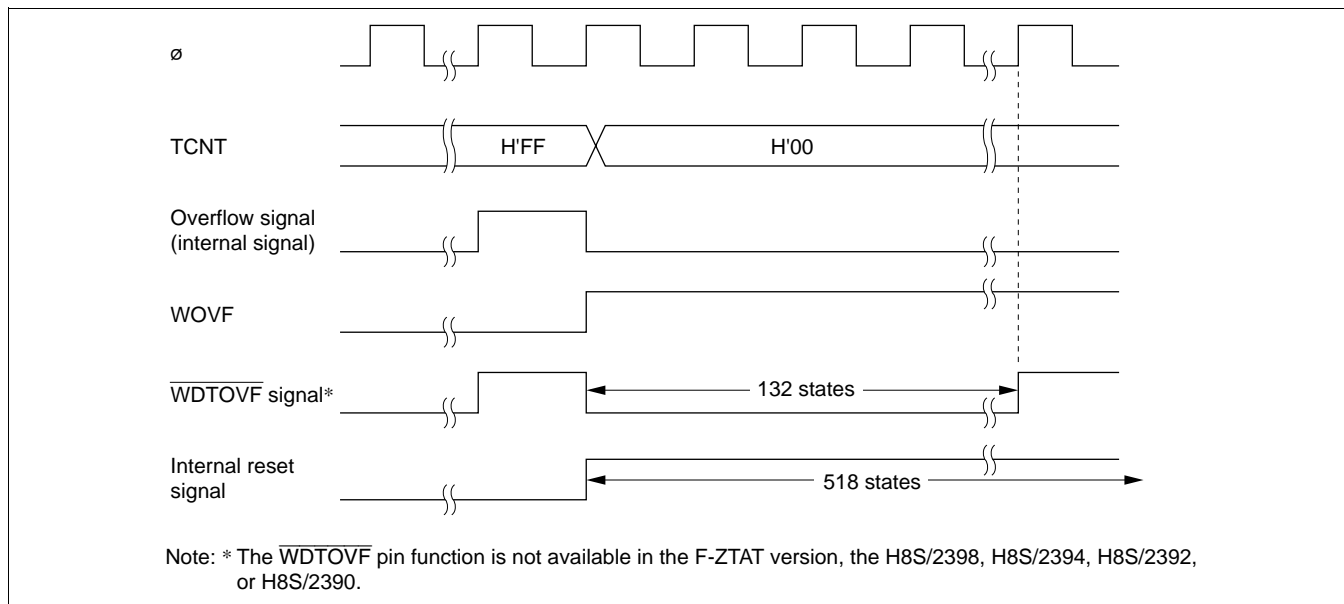 ø
TCNT
H'FF
H'00
Overflow signal
(internal signal)
WOVF
WDTOVF signal*
132 states
Internal reset
signal
518 states
Note: * The WDTOVF pin function is not available in the F-ZTAT version, the H8S/2398, H8S/2394, H8S/2392,
or H8S/2390.